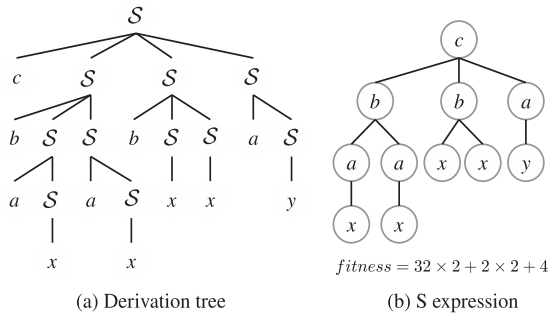 S
c S S S
b S S b S S a S
a S a S x x y
x x
(a) Derivation tree
c
b b a
a a x x y
x x
fitness = 32 × 2 + 2 × 2 + 4
(b) S expression